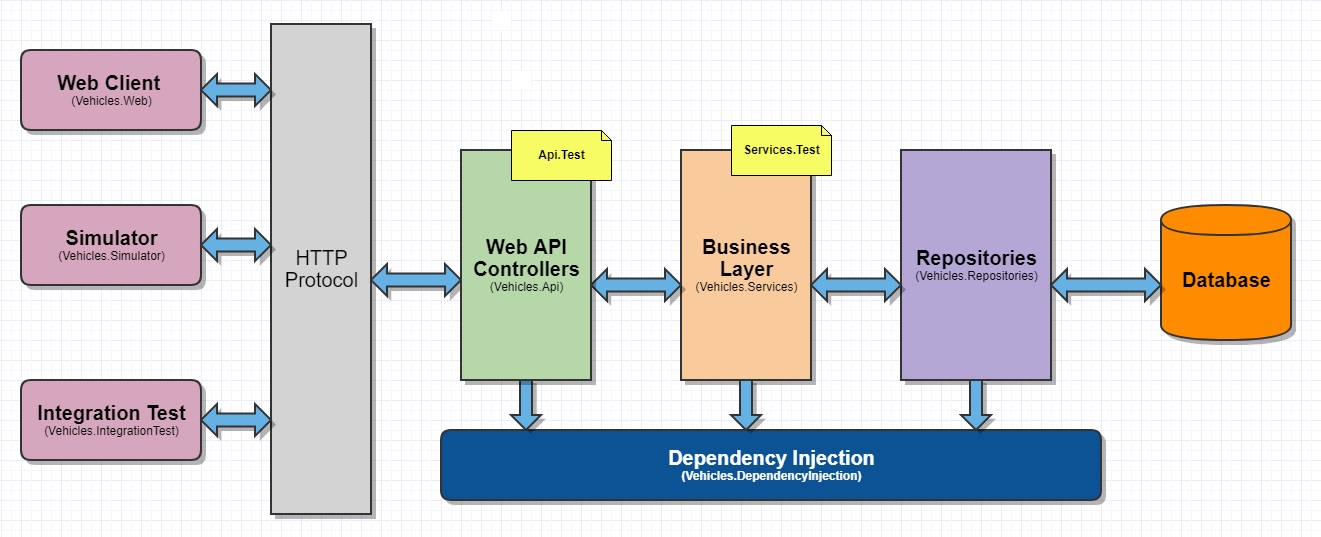 Web Client
(Vehicles.Web)
Simulator
(Vehicles.Simulator)
Integration Test
(Vehicles.IntegrationTest)
HTTP
Protocol
Api.Test
Web API
Controllers
(Vehicles.Api)
Services.Test
Business
Layer
(Vehicles.Services)
Repositories
(Vehicles.Repositories)
Database
Dependency Injection
(Vehicles.DependencyInjection)